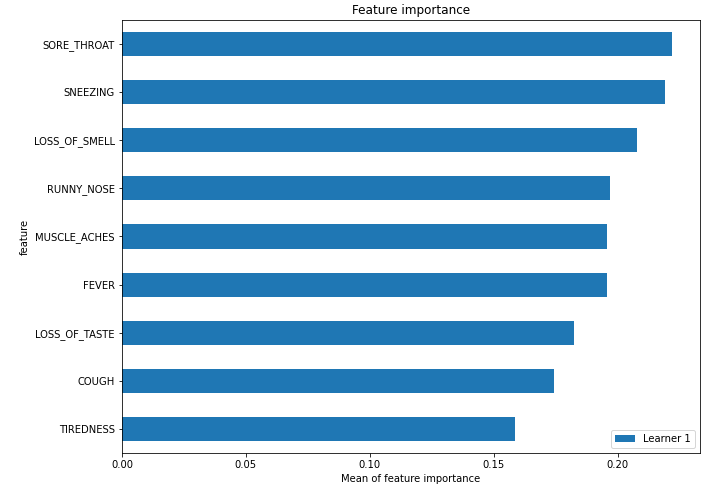 Feature importance
SORE_THROAT
SNEEZING
LOSS_OF_SMELL
RUNNY_NOSE
MUSCLE_ACHES
FEVER
LOSS_OF_TASTE
COUGH
TIREDNESS
feature
Learner 1
0.00 0.05 0.10 0.15 0.20
Mean of feature importance